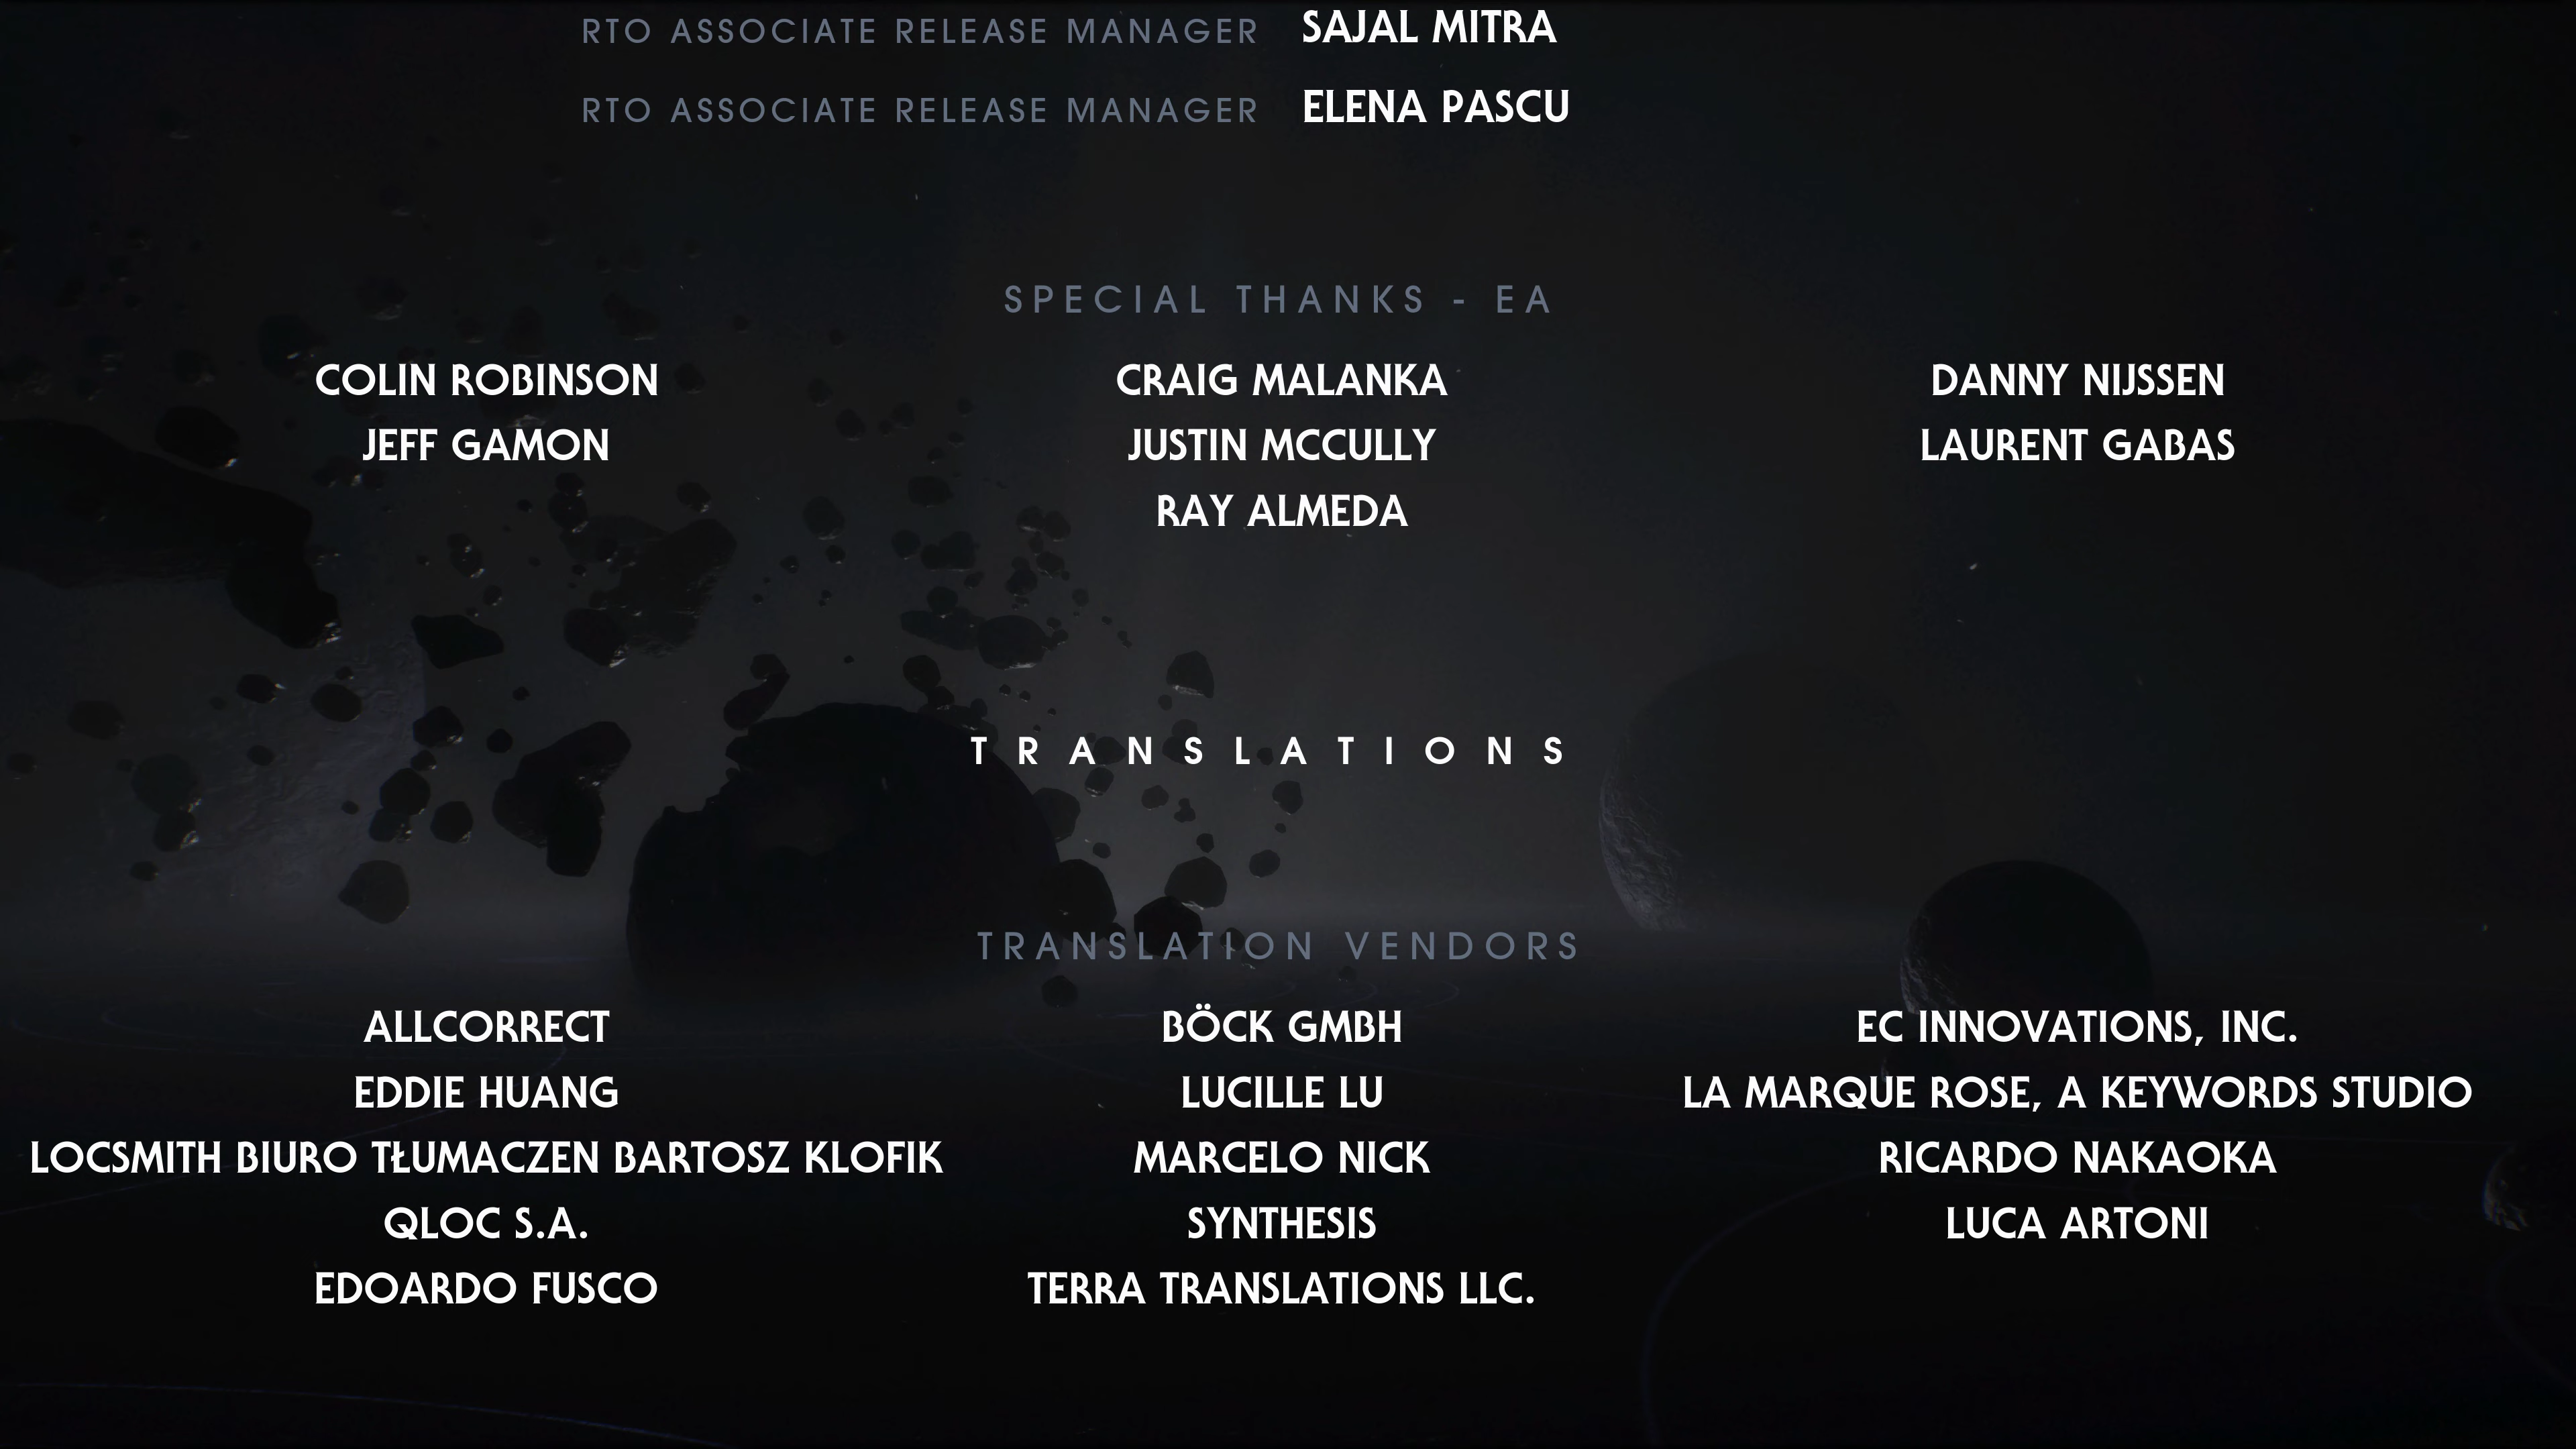 RTO ASSOCIATE RELEASE MANAGER SAJAL MITRA
RTO ASSOCIATE RELEASE MANAGER ELENA PASCU
SPECIAL THANKS - EA
COLIN ROBINSON CRAIG MALANKA DANNY NIJSSEN
JEFF GAMON JUSTIN MCCULLY LAURENT GABAS
RAY ALMEDA
TRANSLATIONS
TRANSLATION VENDORS
ALLCORRECT BÖCK GMBH EC INNOVATIONS, INC.
EDDIE HUANG LUCILLE LU LA MARQUE ROSE, A KEYWORDS STUDIO
LOCSMITH BIURO TŁUMACZEN BARTOSZ KLOFIK MARCELO NICK RICARDO NAKAOKA
QLOC S.A. SYNTHESIS LUCA ARTONI
EDOARDO FUSCO TERRA TRANSLATIONS LLC.